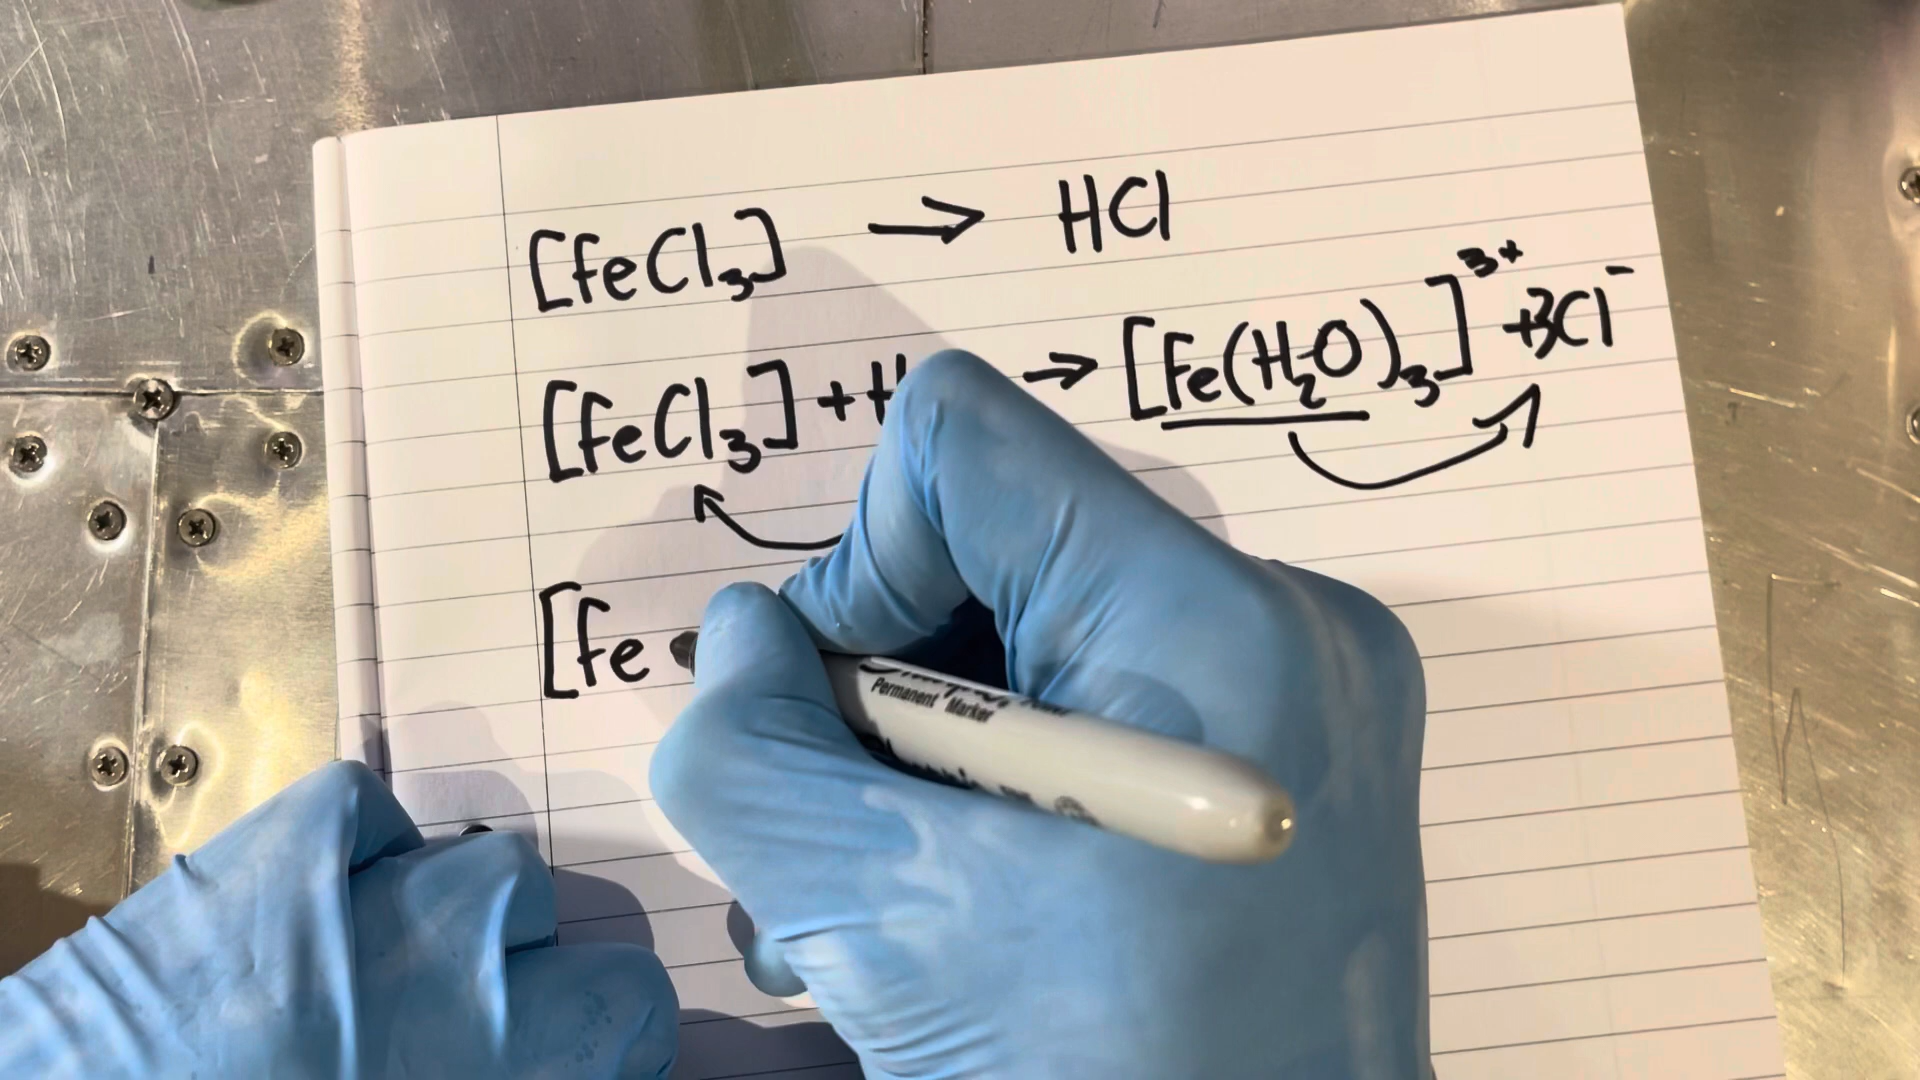 [FeCl₃] → HCl
[FeCl₃] + H → [Fe(H₂O)₃]³⁺ + 3Cl⁻
[Fe
Permanent Marker